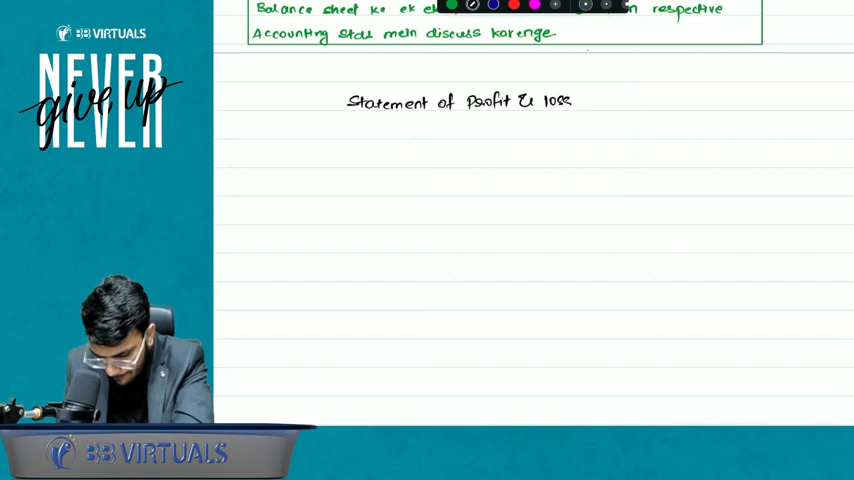 Balance sheet ke ek respective
Accounting Stds mein discuss karenge
BB VIRTUALS
NEVER
give up
NEVER
Statement of Profit & loss
BB VIRTUALS